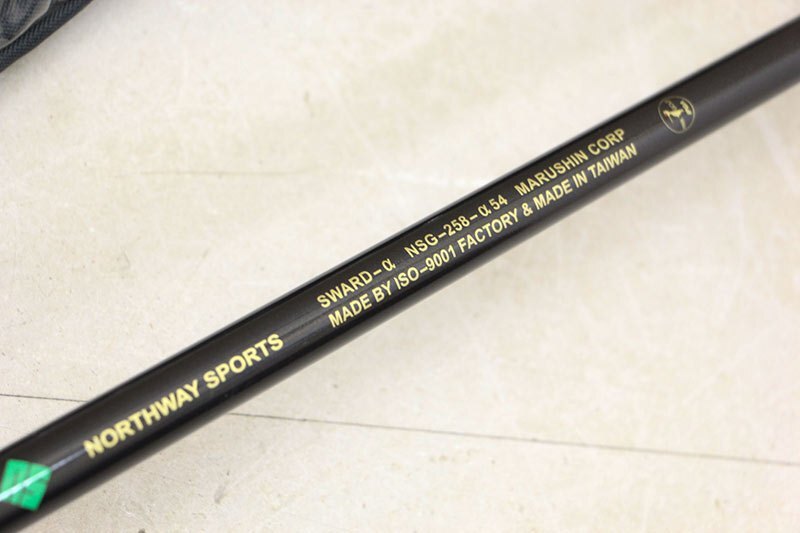 NORTHWAY SPORTS
SWARD-α NSG-258-α54 MARUSHIN CORP
MADE BY ISO-9001 FACTORY & MADE IN TAIWAN